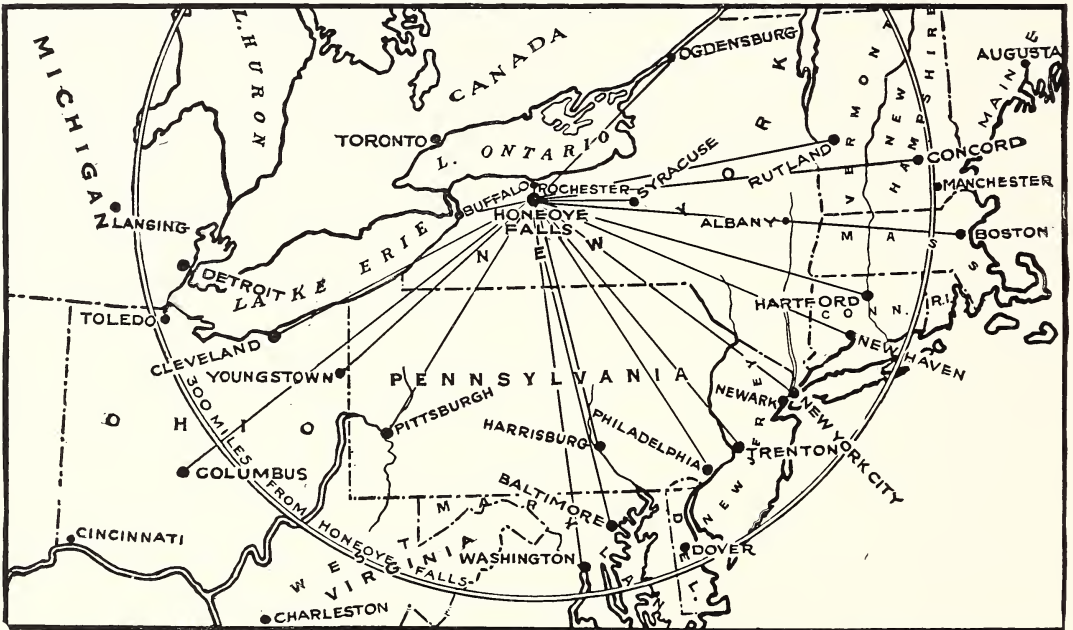 MICHIGAN
L. HURON
CANADA
OGDENSBURG
AUGUSTA
MAINE
VERMONT
NEW HAMPSHIRE
TORONTO
L. ONTARIO
SYRACUSE
RUTLAND
CONCORD
MANCHESTER
BUFFALO
ROCHESTER
HONEOYE
FALLS
NEW YORK
ALBANY
BOSTON
MASS
LANSING
DETROIT
LAKE ERIE
HARTFORD
CONN.
R.I.
TOLEDO
CLEVELAND
NEW HAVEN
YOUNGSTOWN
PENNSYLVANIA
NEWARK
NEW JERSEY
NEW YORK CITY
OHIO
PITTSBURGH
HARRISBURG
PHILADELPHIA
TRENTON
COLUMBUS
300 MILES FROM HONEOYE FALLS
BALTIMORE
MARYLA
CINCINNATI
WEST
VIRGINIA
WASHINGTON
DOVER
DEL.
CHARLESTON